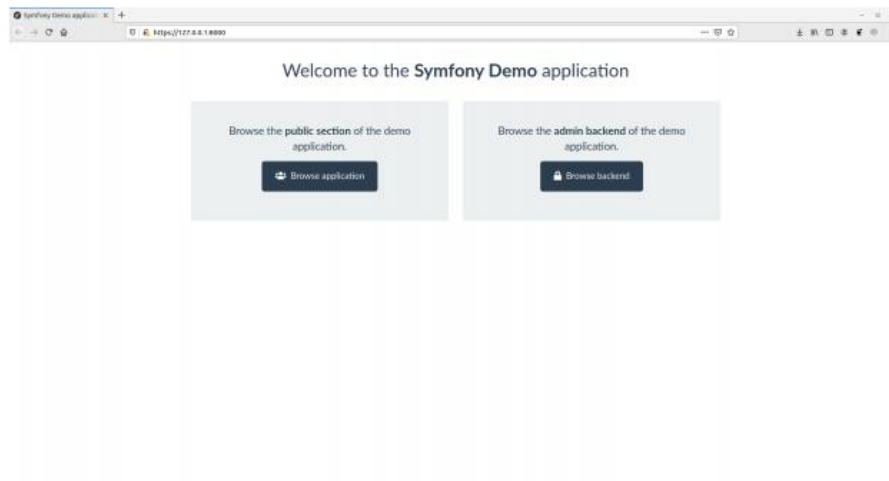 Symfony Demo applicati
https://127.0.0.1:8000
Welcome to the Symfony Demo application
Browse the public section of the demo
application.
Browse application
Browse the admin backend of the demo
application.
Browse backend